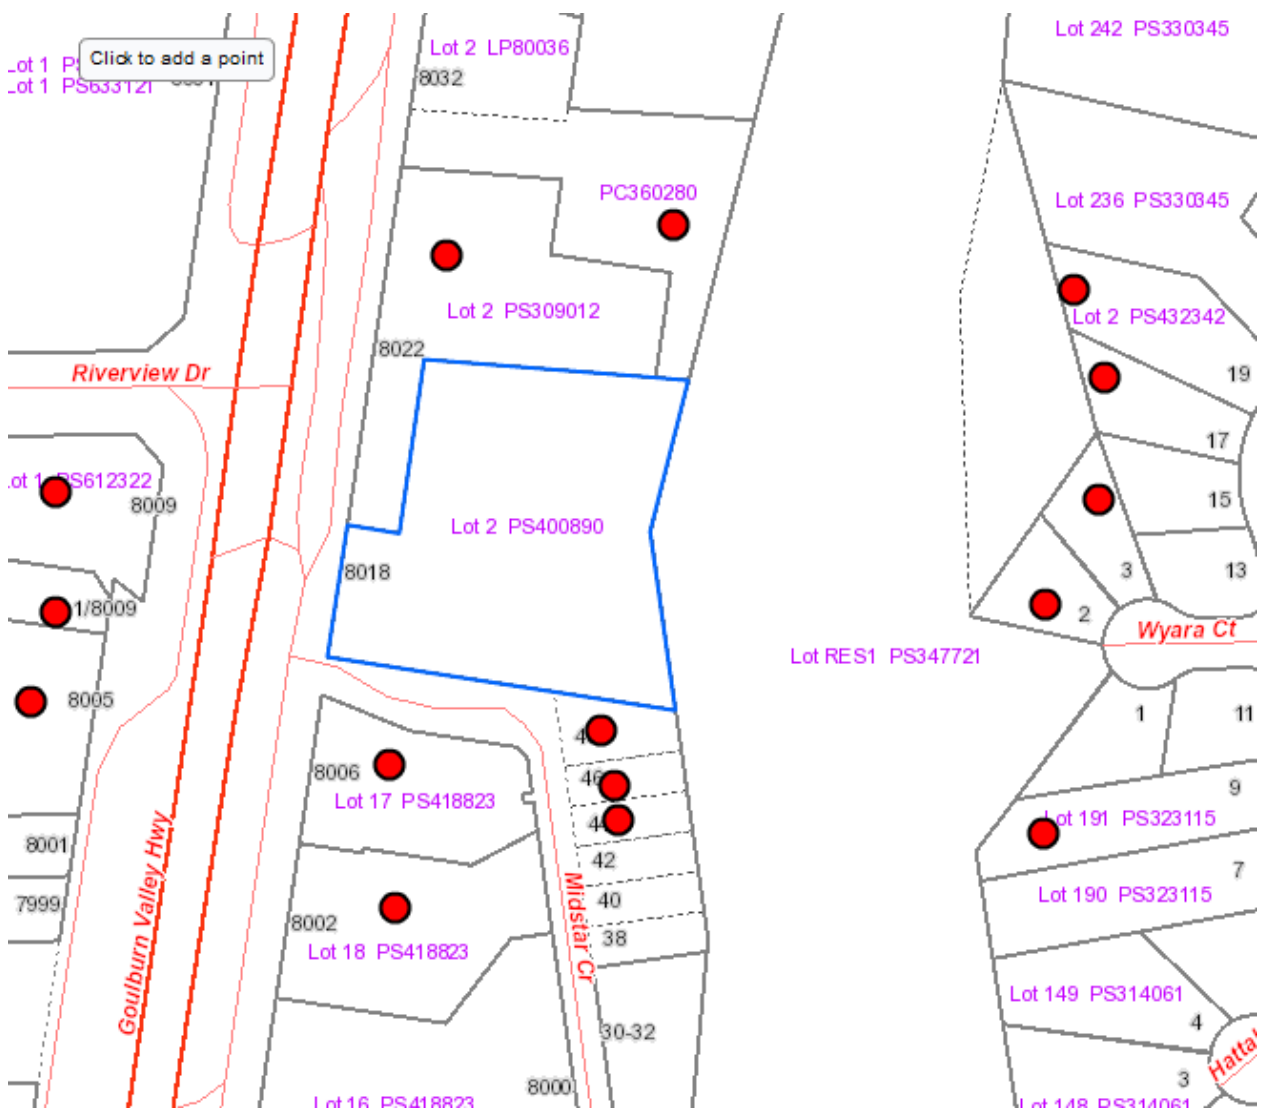 Lot 242 PS330345
Lot 2 LP80036
Click to add a point
Lot 1
Lot 1 PS633121
8032
PC360280
Lot 236 PS330345
Lot 2 PS309012
Lot 2 PS432342
8022
Riverview Dr
19
17
Lot 1 PS612322
8009
15
Lot 2 PS400890
8018
3
13
1/8009
2
Wyara Ct
Lot RES1 PS347721
8005
1
11
8006
46
Lot 17 PS418823
9
Lot 191 PS323115
8001
42
7
7999
40
Lot 190 PS323115
8002
38
Lot 18 PS418823
Midstar Cr
Goulburn Valley Hwy
Lot 149 PS314061
4
30-32
3
8000
Lot 16 PS418823
Lot 148 PS314061